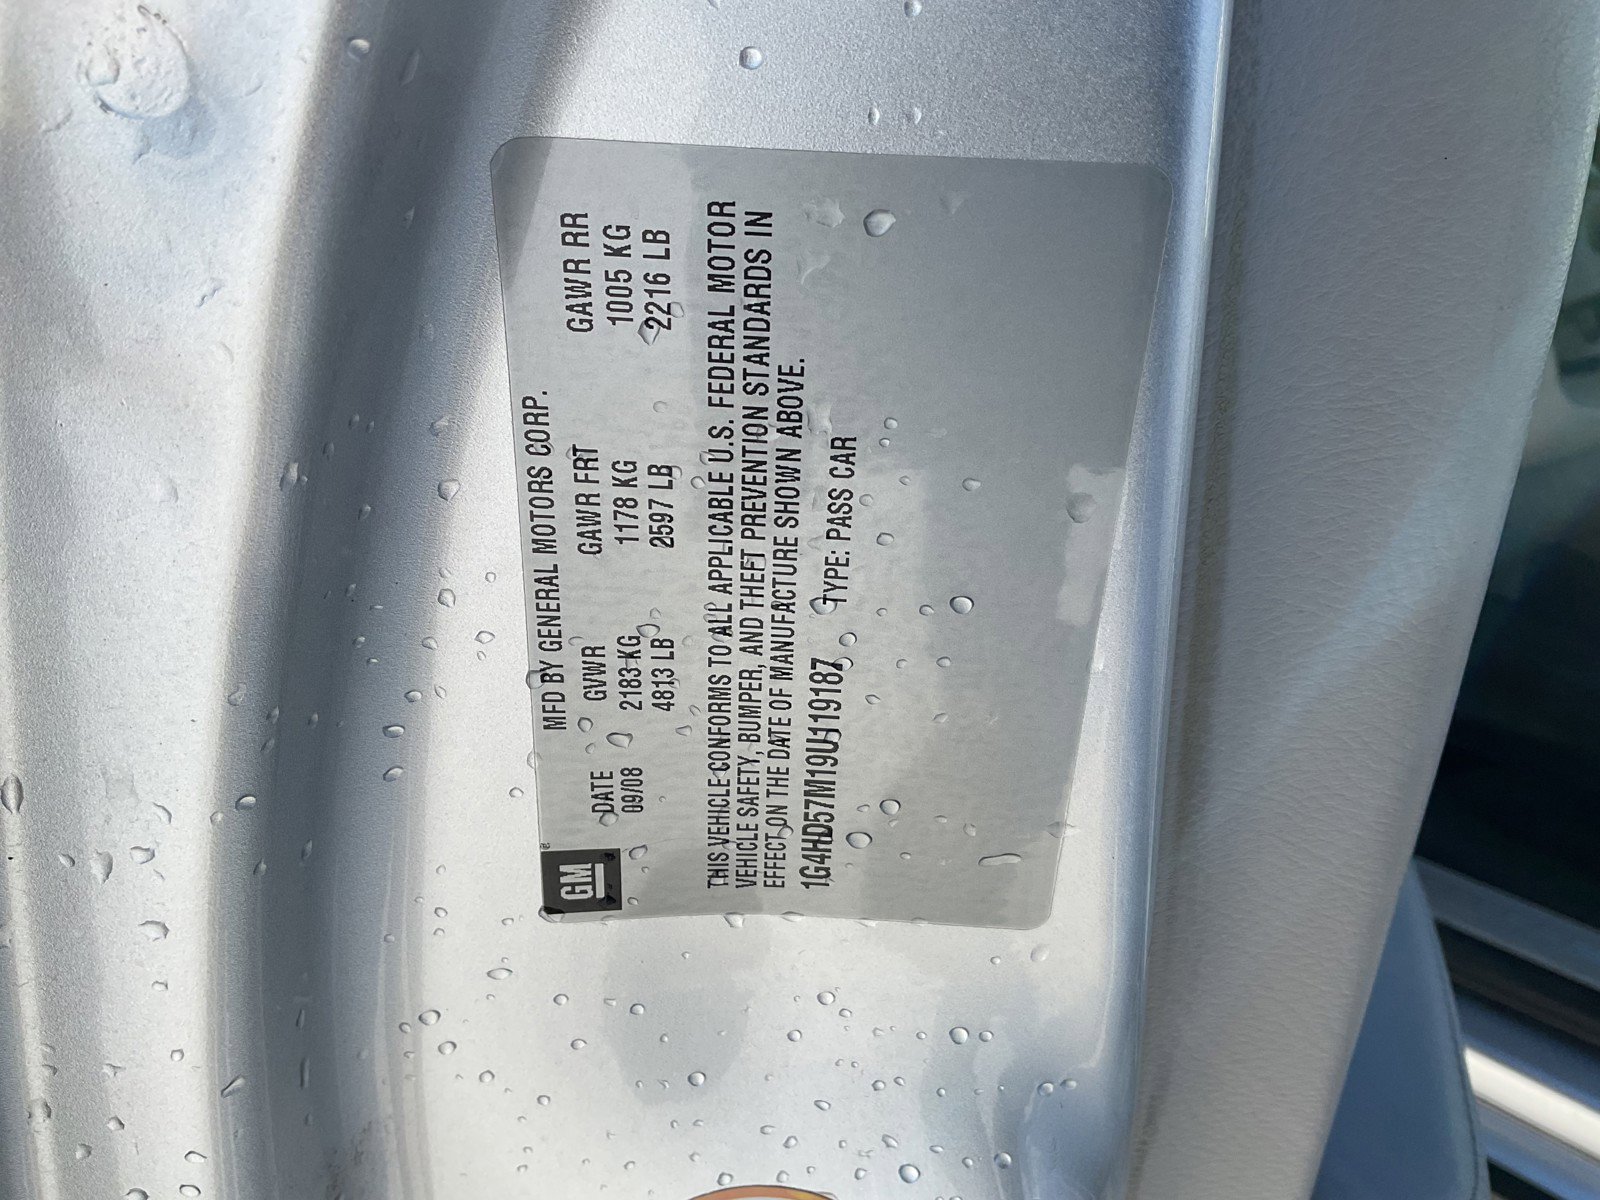 GM
MFD BY GENERAL MOTORS CORP.
DATE GVWR GAWR FRT GAWR RR
09/08 2183 KG 1178 KG 1005 KG
4813 LB 2597 LB 2216 LB
THIS VEHICLE CONFORMS TO ALL APPLICABLE U.S. FEDERAL MOTOR
VEHICLE SAFETY, BUMPER, AND THEFT PREVENTION STANDARDS IN
EFFECT ON THE DATE OF MANUFACTURE SHOWN ABOVE.
1G4HD57M19U119187 TYPE: PASS CAR